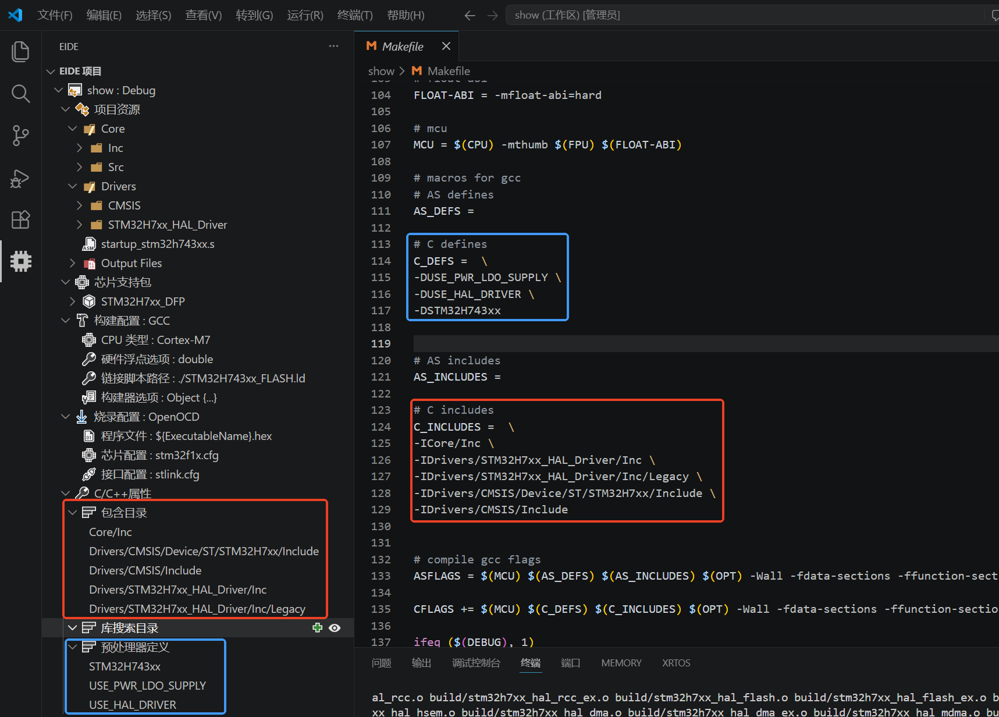 文件(F) 编辑(E) 选择(S) 查看(V) 转到(G) 运行(R) 终端(T) 帮助(H) show (工作区) [管理员]
EIDE
EIDE 项目
show : Debug
项目资源
Core
Inc
Src
Drivers
CMSIS
STM32H7xx_HAL_Driver
startup_stm32h743xx.s
Output Files
芯片支持包
STM32H7xx_DFP
构建配置 : GCC
CPU 类型 : Cortex-M7
硬件浮点选项 : double
链接脚本路径 : ./STM32H743xx_FLASH.ld
构建器选项 : Object {...}
烧录配置 : OpenOCD
程序文件 : ${ExecutableName}.hex
芯片配置 : stm32f1x.cfg
接口配置 : stlink.cfg
C/C++属性
包含目录
Core/Inc
Drivers/CMSIS/Device/ST/STM32H7xx/Include
Drivers/CMSIS/Include
Drivers/STM32H7xx_HAL_Driver/Inc
Drivers/STM32H7xx_HAL_Driver/Inc/Legacy
库搜索目录
预处理器定义
STM32H743xx
USE_PWR_LDO_SUPPLY
USE_HAL_DRIVER
Makefile
show > Makefile
104 FLOAT-ABI = -mfloat-abi=hard
105
106 # mcu
107 MCU = $(CPU) -mthumb $(FPU) $(FLOAT-ABI)
108
109 # macros for gcc
110 # AS defines
111 AS_DEFS =
112
113 # C defines
114 C_DEFS =  \
115 -DUSE_PWR_LDO_SUPPLY \
116 -DUSE_HAL_DRIVER \
117 -DSTM32H743xx
118
119
120 # AS includes
121 AS_INCLUDES =
122
123 # C includes
124 C_INCLUDES =  \
125 -ICore/Inc \
126 -IDrivers/STM32H7xx_HAL_Driver/Inc \
127 -IDrivers/STM32H7xx_HAL_Driver/Inc/Legacy \
128 -IDrivers/CMSIS/Device/ST/STM32H7xx/Include \
129 -IDrivers/CMSIS/Include
130
131
132 # compile gcc flags
133 ASFLAGS = $(MCU) $(AS_DEFS) $(AS_INCLUDES) $(OPT) -Wall -fdata-sections -ffunction-sect
134
135 CFLAGS += $(MCU) $(C_DEFS) $(C_INCLUDES) $(OPT) -Wall -fdata-sections -ffunction-sectio
136
137 ifeq ($(DEBUG), 1)
问题 输出 调试控制台 终端 端口 MEMORY XRTOS
al_rcc.o build/stm32h7xx_hal_rcc_ex.o build/stm32h7xx_hal_flash.o build/stm32h7xx_hal_flash_ex.o b
xx_hal_hsem.o build/stm32h7xx_hal_dma.o build/stm32h7xx_hal_dma_ex.o build/stm32h7xx_hal_mdma.o bu